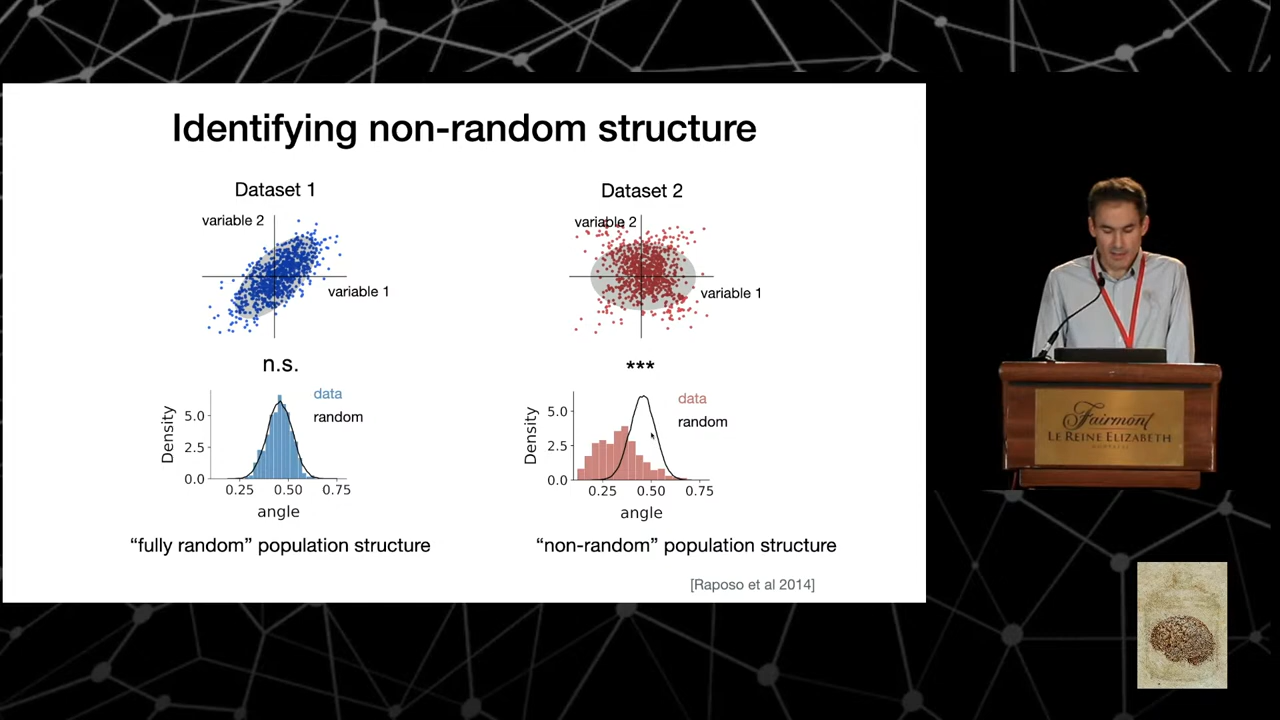 Identifying non-random structure
Dataset 1
variable 2
variable 1
n.s.
data
random
Density
5.0
2.5
0.0
0.25 0.50 0.75
angle
“fully random” population structure
Dataset 2
variable 2
variable 1
***
data
random
Density
5.0
2.5
0.0
0.25 0.50 0.75
angle
“non-random” population structure
[Raposo et al 2014]
Fairmont
LE REINE ELIZABETH